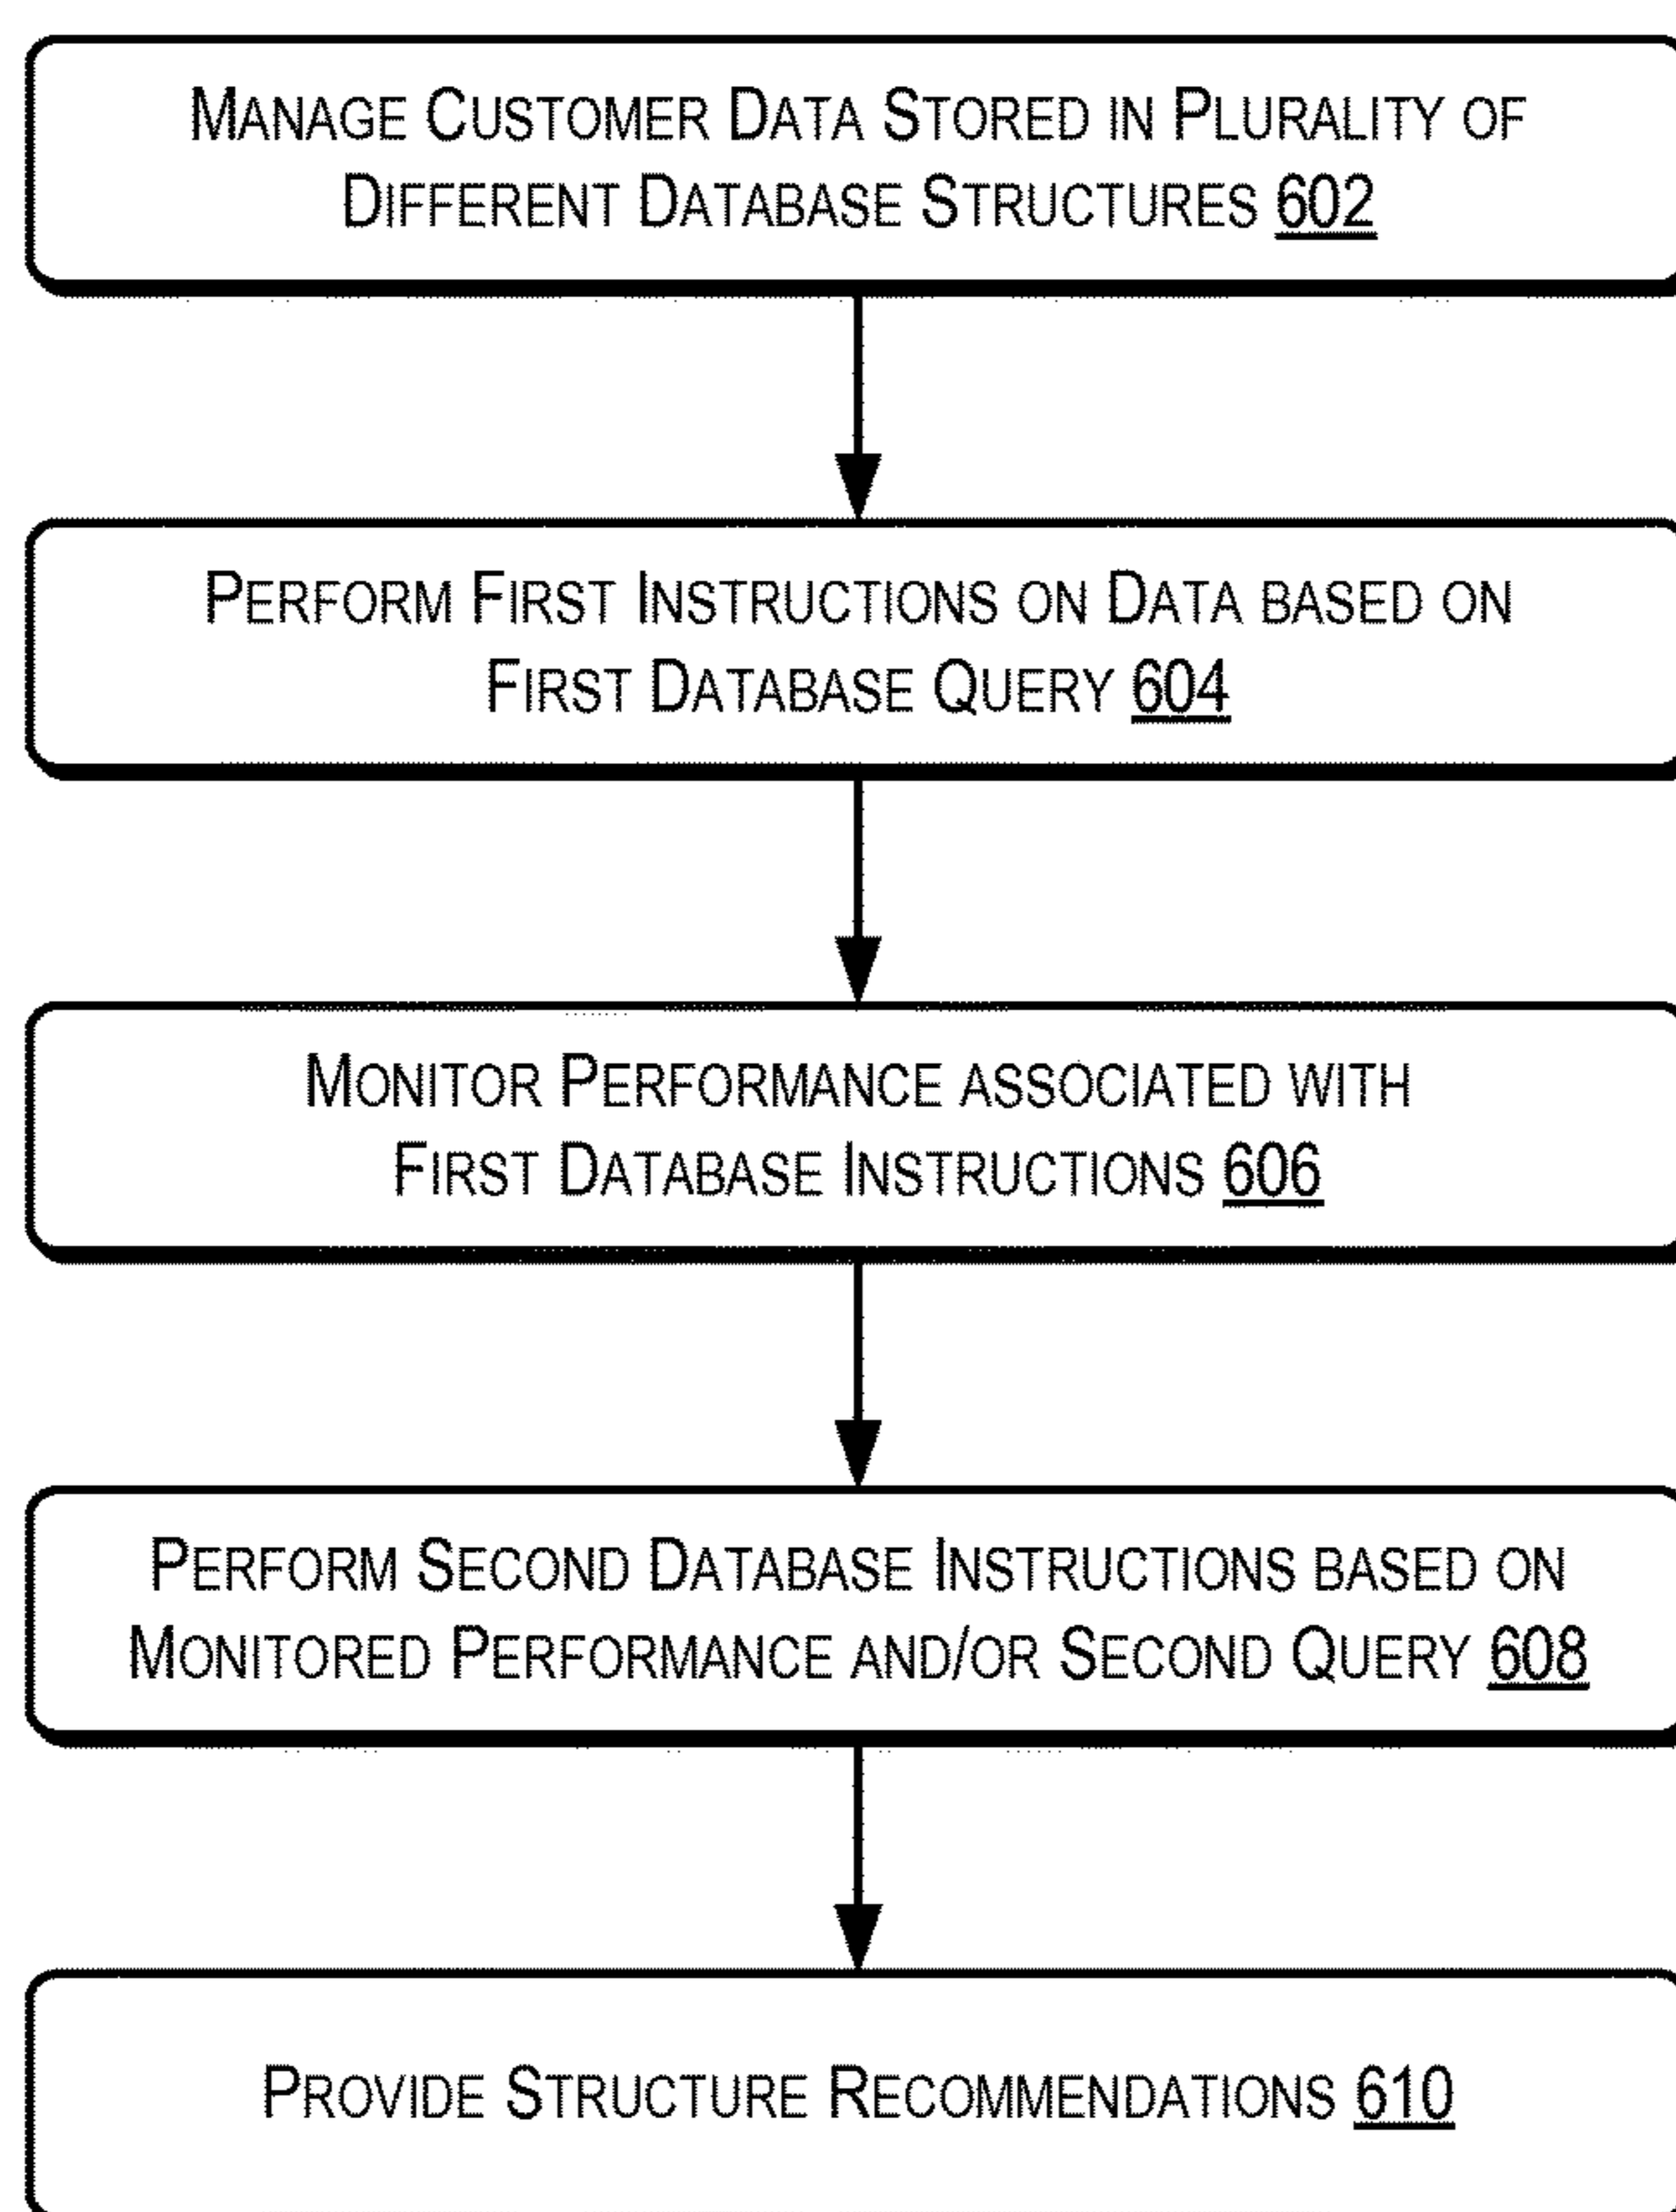 MANAGE CUSTOMER DATA STORED IN PLURALITY OF
DIFFERENT DATABASE STRUCTURES 602
PERFORM FIRST INSTRUCTIONS ON DATA BASED ON
FIRST DATABASE QUERY 604
MONITOR PERFORMANCE ASSOCIATED WITH
FIRST DATABASE INSTRUCTIONS 606
PERFORM SECOND DATABASE INSTRUCTIONS BASED ON
MONITORED PERFORMANCE AND/OR SECOND QUERY 608
PROVIDE STRUCTURE RECOMMENDATIONS 610